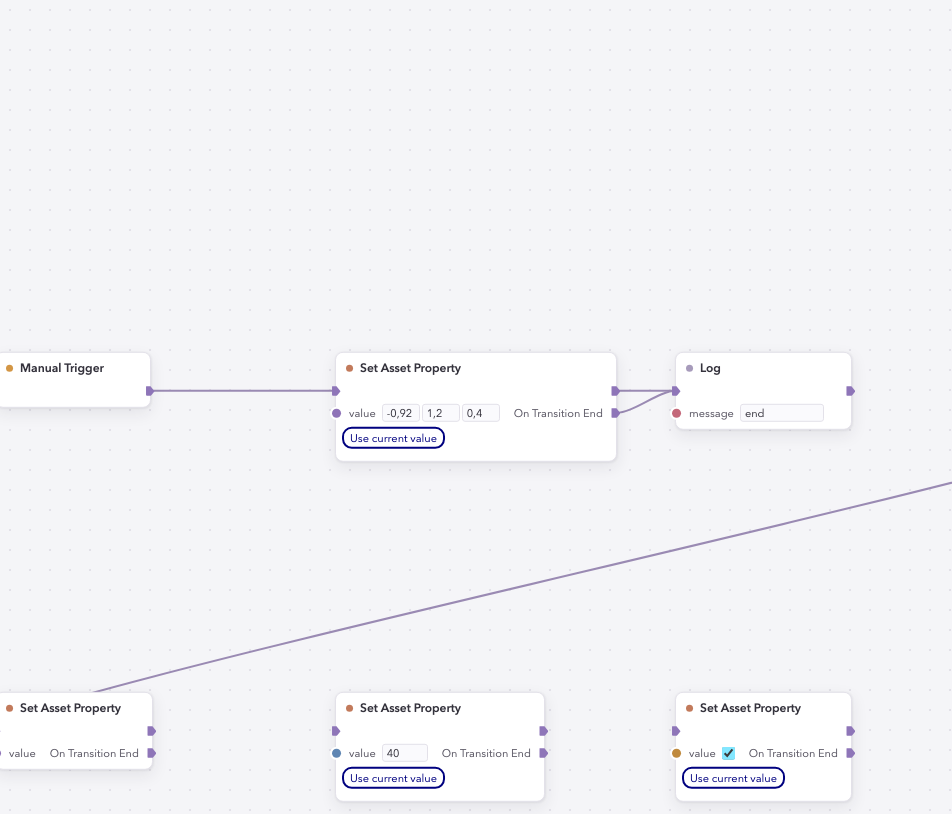 Manual Trigger
Set Asset Property
Log
value -0,92 1,2 0,4 On Transition End
message end
Use current value
Set Asset Property
Set Asset Property
Set Asset Property
value On Transition End
value 40 On Transition End
value On Transition End
Use current value
Use current value